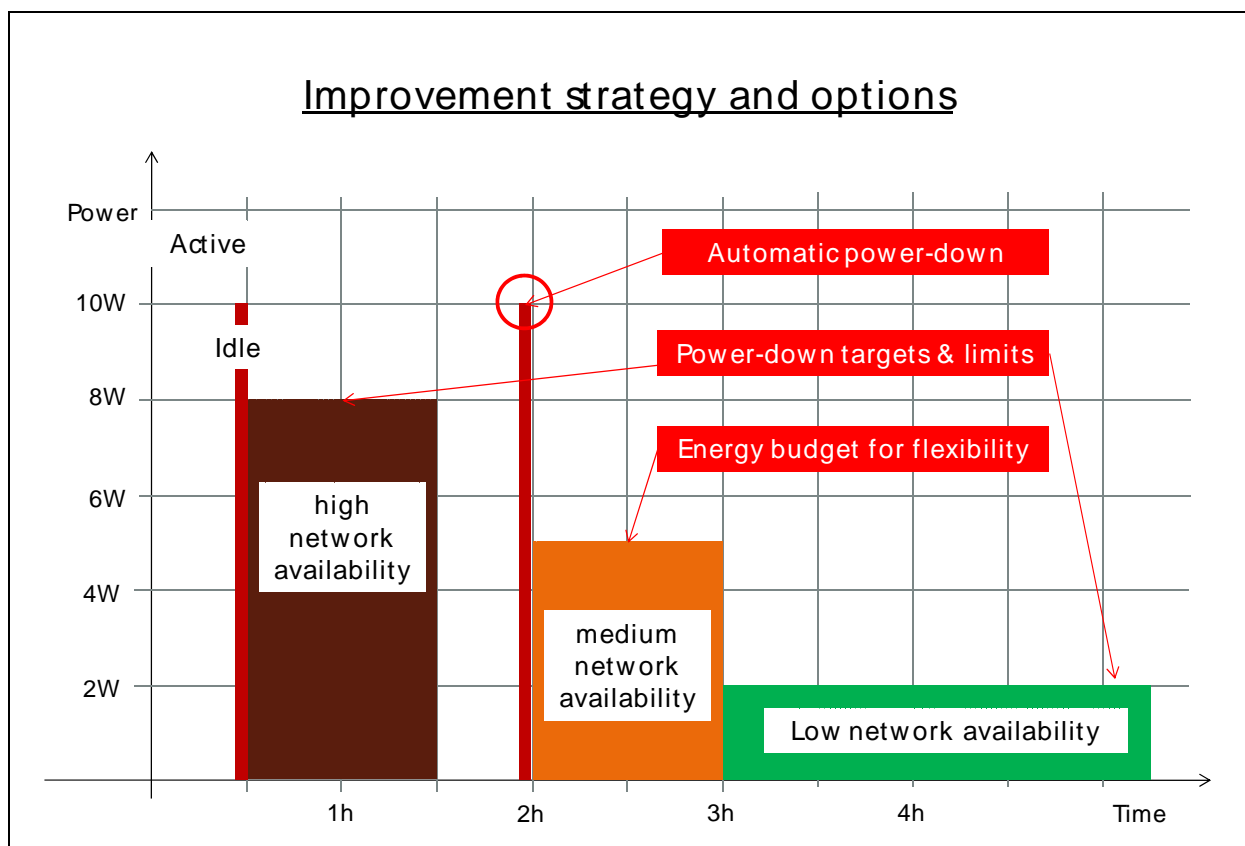 Improvement strategy and options
Power
Active
Automatic power-down
10W
Idle
Power-down targets & limits
8W
Energy budget for flexibility
6W
high
network
availability
4W
medium
network
availability
2W
Low network availability
1h
2h
3h
4h
Time